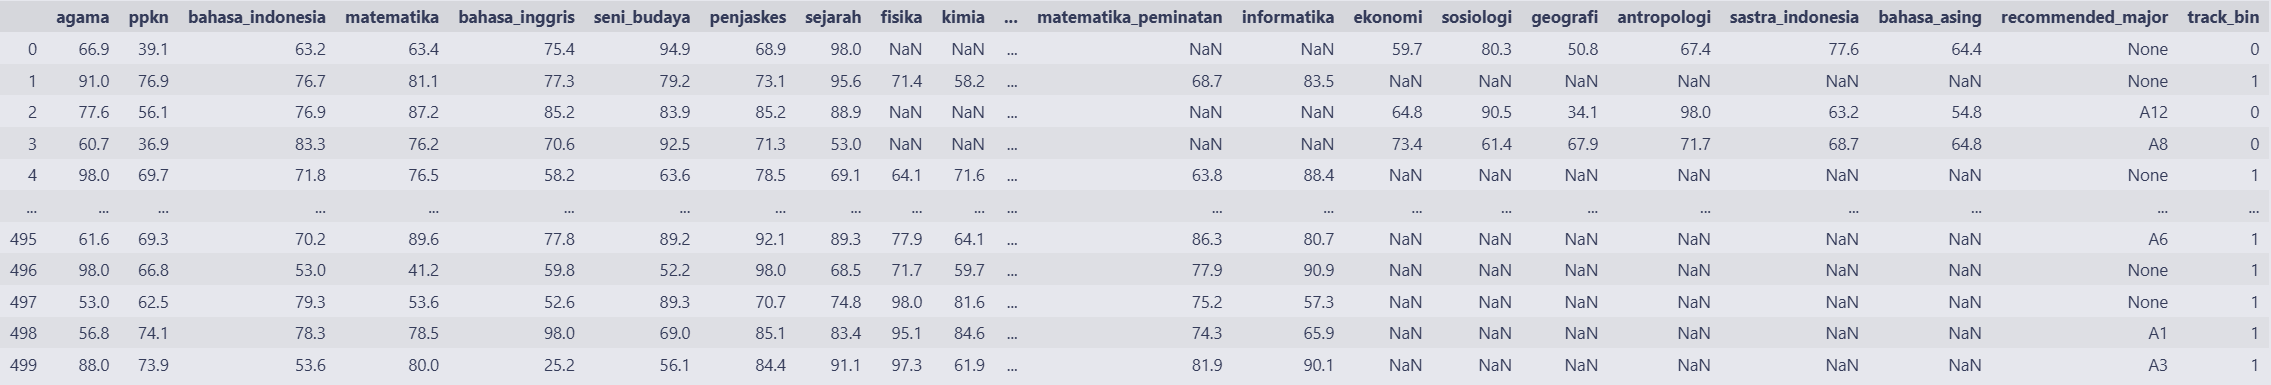 agama ppkn bahasa_indonesia matematika bahasa_inggris seni_budaya penjaskes sejarah fisika kimia ... matematika_peminatan informatika ekonomi sosiologi geografi antropologi sastra_indonesia bahasa_asing recommended_major track_bin
0 66.9 39.1 63.2 63.4 75.4 94.9 68.9 98.0 NaN NaN ... NaN NaN 59.7 80.3 50.8 67.4 77.6 64.4 None 0
1 91.0 76.9 76.7 81.1 77.3 79.2 73.1 95.6 71.4 58.2 ... 68.7 83.5 NaN NaN NaN NaN NaN NaN None 1
2 77.6 56.1 76.9 87.2 85.2 83.9 85.2 88.9 NaN NaN ... NaN NaN 64.8 90.5 34.1 98.0 63.2 54.8 A12 0
3 60.7 36.9 83.3 76.2 70.6 92.5 71.3 53.0 NaN NaN ... NaN NaN 73.4 61.4 67.9 71.7 68.7 64.8 A8 0
4 98.0 69.7 71.8 76.5 58.2 63.6 78.5 69.1 64.1 71.6 ... 63.8 88.4 NaN NaN NaN NaN NaN NaN None 1
... ... ... ... ... ... ... ... ... ... ... ... ... ... ... ... ... ... ... ... ... ...
495 61.6 69.3 70.2 89.6 77.8 89.2 92.1 89.3 77.9 64.1 ... 86.3 80.7 NaN NaN NaN NaN NaN NaN A6 1
496 98.0 66.8 53.0 41.2 59.8 52.2 98.0 68.5 71.7 59.7 ... 77.9 90.9 NaN NaN NaN NaN NaN NaN None 1
497 53.0 62.5 79.3 53.6 52.6 89.3 70.7 74.8 98.0 81.6 ... 75.2 57.3 NaN NaN NaN NaN NaN NaN None 1
498 56.8 74.1 78.3 78.5 98.0 69.0 85.1 83.4 95.1 84.6 ... 74.3 65.9 NaN NaN NaN NaN NaN NaN A1 1
499 88.0 73.9 53.6 80.0 25.2 56.1 84.4 91.1 97.3 61.9 ... 81.9 90.1 NaN NaN NaN NaN NaN NaN A3 1